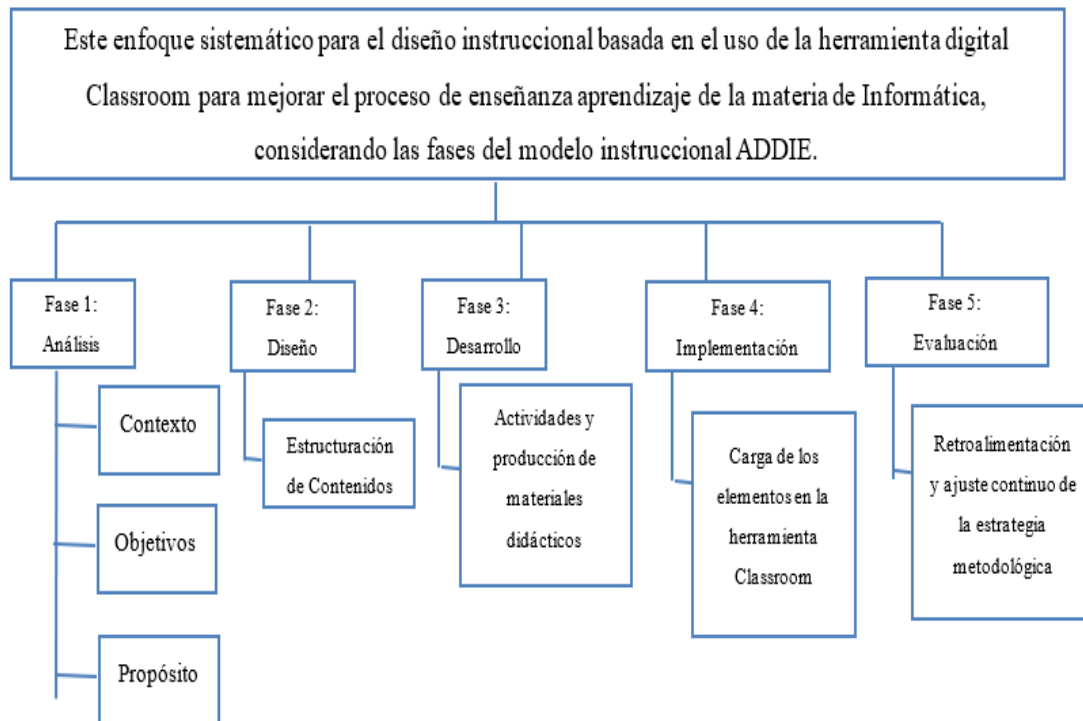 Este enfoque sistemático para el diseño instruccional basada en el uso de la herramienta digital
Classroom para mejorar el proceso de enseñanza aprendizaje de la materia de Informática,
considerando las fases del modelo instruccional ADDIE.
Fase 1:
Análisis
Contexto
Objetivos
Propósito
Fase 2:
Diseño
Estructuración
de Contenidos
Fase 3:
Desarrollo
Actividades y
producción de
materiales
didácticos
Fase 4:
Implementación
Carga de los
elementos en la
herramienta
Classroom
Fase 5:
Evaluación
Retroalimentación
y ajuste continuo de
la estrategia
metodológica